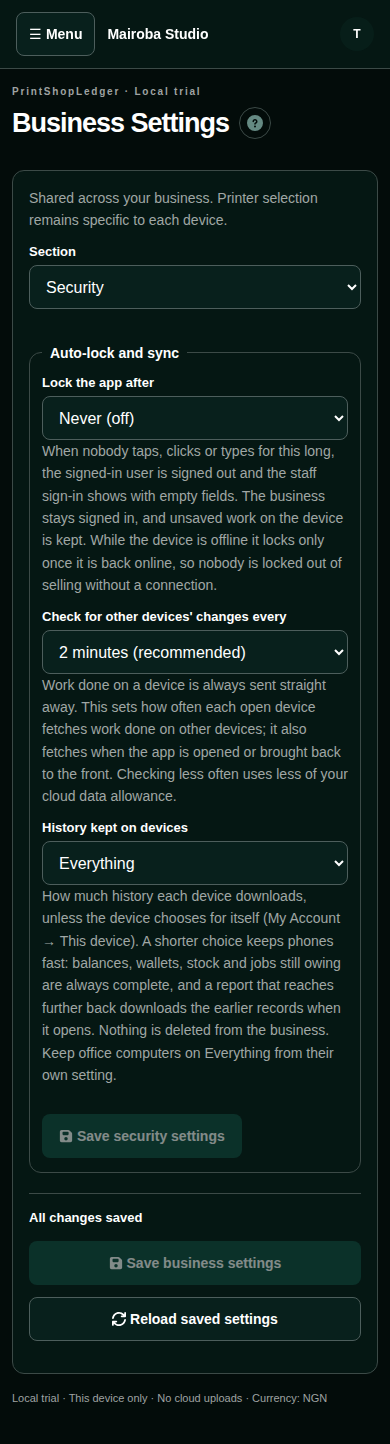 ☰ Menu Mairoba Studio T
PrintShopLedger · Local trial
Business Settings ?
Shared across your business. Printer selection
remains specific to each device.
Section
Security
Auto-lock and sync
Lock the app after
Never (off)
When nobody taps, clicks or types for this long,
the signed-in user is signed out and the staff
sign-in shows with empty fields. The business
stays signed in, and unsaved work on the device
is kept. While the device is offline it locks only
once it is back online, so nobody is locked out of
selling without a connection.
Check for other devices' changes every
2 minutes (recommended)
Work done on a device is always sent straight
away. This sets how often each open device
fetches work done on other devices; it also
fetches when the app is opened or brought back
to the front. Checking less often uses less of your
cloud data allowance.
History kept on devices
Everything
How much history each device downloads,
unless the device chooses for itself (My Account
→ This device). A shorter choice keeps phones
fast: balances, wallets, stock and jobs still owing
are always complete, and a report that reaches
further back downloads the earlier records when
it opens. Nothing is deleted from the business.
Keep office computers on Everything from their
own setting.
Save security settings
All changes saved
Save business settings
Reload saved settings
Local trial · This device only · No cloud uploads · Currency: NGN